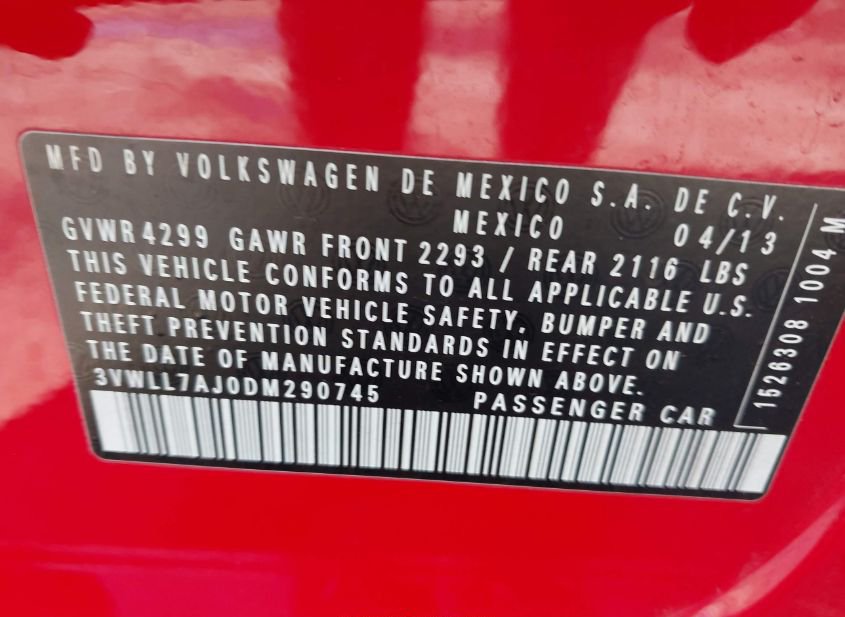 MFD BY VOLKSWAGEN DE MEXICO S.A. DE C.V.
MEXICO 04/13
GVWR 4299 GAWR FRONT 2293 / REAR 2116 LBS
THIS VEHICLE CONFORMS TO ALL APPLICABLE U.S.
FEDERAL MOTOR VEHICLE SAFETY, BUMPER AND
THEFT PREVENTION STANDARDS IN EFFECT ON
THE DATE OF MANUFACTURE SHOWN ABOVE.
3VWLL7AJ0DM290745 PASSENGER CAR
1526308 1004 M